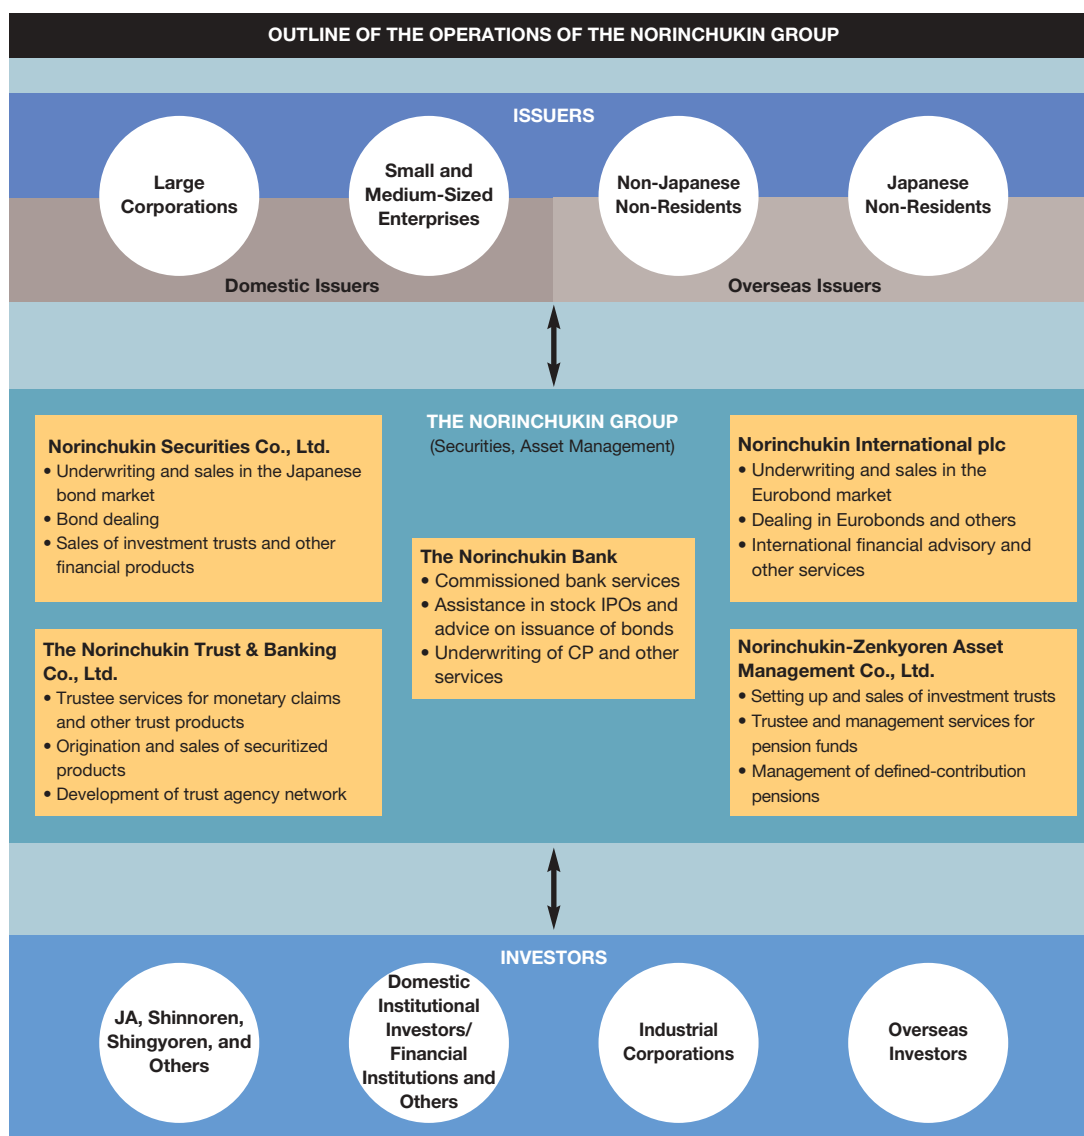 OUTLINE OF THE OPERATIONS OF THE NORINCHUKIN GROUP
ISSUERS
Large
Corporations
Small and
Medium-Sized
Enterprises
Non-Japanese
Non-Residents
Japanese
Non-Residents
Domestic Issuers
Overseas Issuers
THE NORINCHUKIN GROUP
(Securities, Asset Management)
Norinchukin Securities Co., Ltd.
• Underwriting and sales in the Japanese
bond market
• Bond dealing
• Sales of investment trusts and other
financial products
The Norinchukin Trust & Banking
Co., Ltd.
• Trustee services for monetary claims
and other trust products
• Origination and sales of securitized
products
• Development of trust agency network
The Norinchukin Bank
• Commissioned bank services
• Assistance in stock IPOs and
advice on issuance of bonds
• Underwriting of CP and other
services
Norinchukin International plc
• Underwriting and sales in the
Eurobond market
• Dealing in Eurobonds and others
• International financial advisory and
other services
Norinchukin-Zenkyoren Asset
Management Co., Ltd.
• Setting up and sales of investment trusts
• Trustee and management services for
pension funds
• Management of defined-contribution
pensions
INVESTORS
JA, Shinnoren,
Shingyoren, and
Others
Domestic
Institutional
Investors/
Financial
Institutions and
Others
Industrial
Corporations
Overseas
Investors